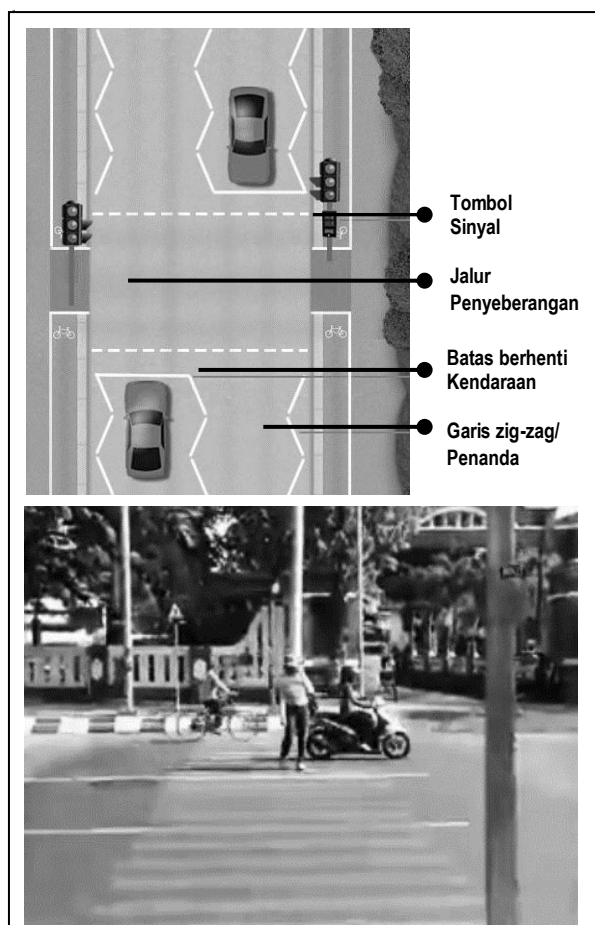 Tombol
Sinyal
Jalur
Penyeberangan
Batas berhenti
Kendaraan
Garis zig-zag/
Penanda